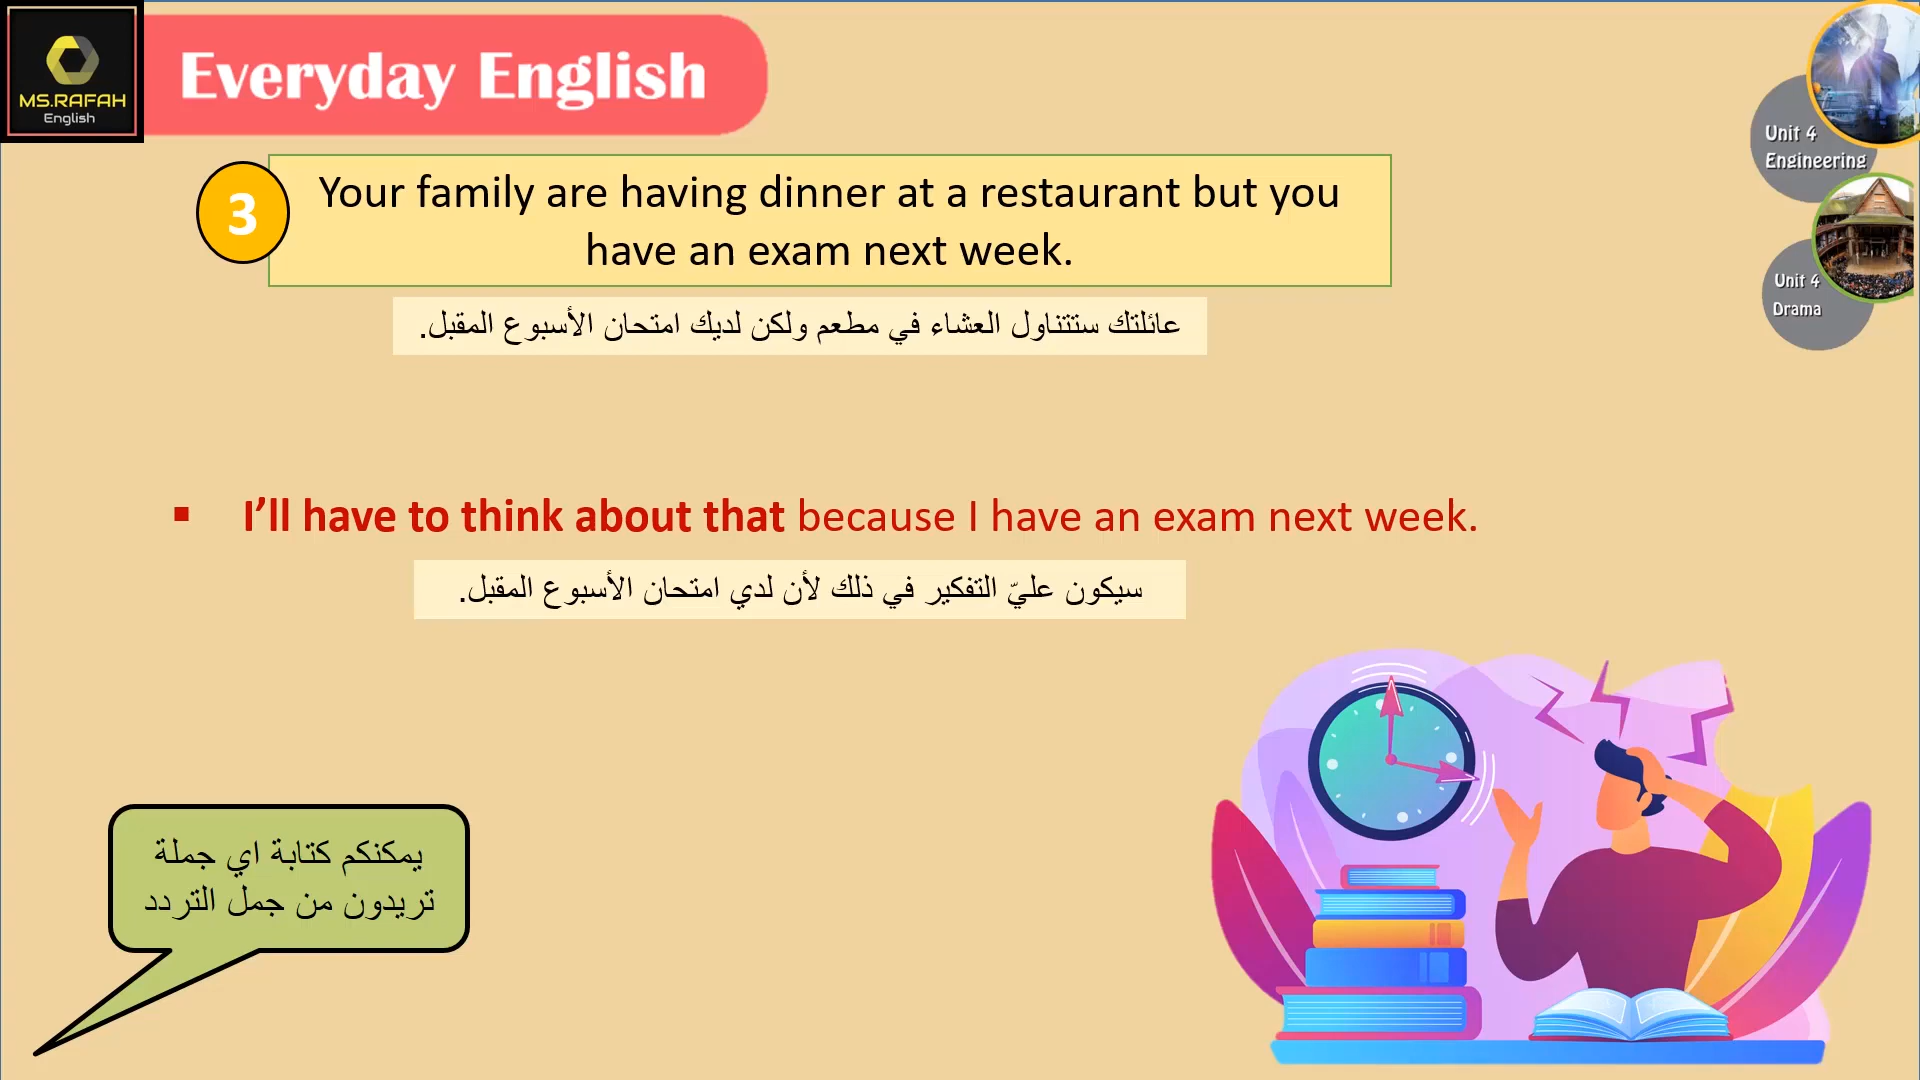 MS.RAFAH
English
Everyday English
Unit 4
Engineering
Unit 4
Drama
3
Your family are having dinner at a restaurant but you
have an exam next week.
عائلتك ستتناول العشاء في مطعم ولكن لديك امتحان الأسبوع المقبل.
▪ I’ll have to think about that because I have an exam next week.
سيكون عليّ التفكير في ذلك لأن لدي امتحان الأسبوع المقبل.
يمكنكم كتابة اي جملة
تريدون من جمل التردد